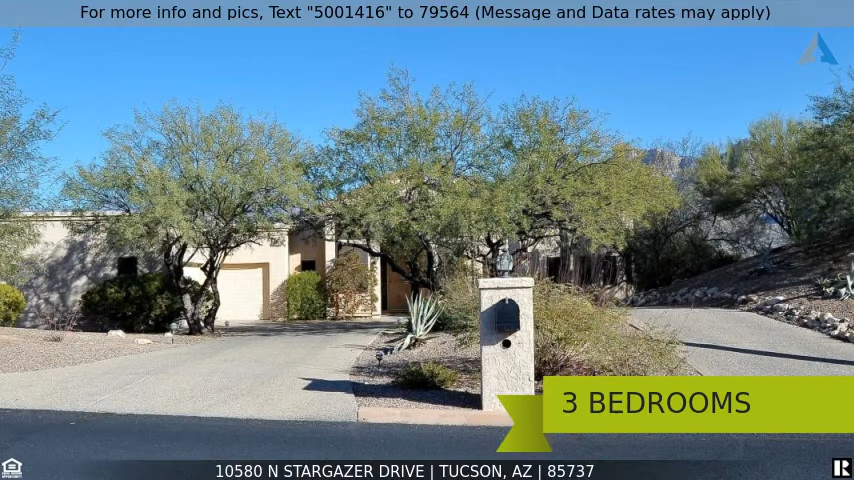 For more info and pics, Text "5001416" to 79564 (Message and Data rates may apply)
3 BEDROOMS
10580 N STARGAZER DRIVE | TUCSON, AZ | 85737